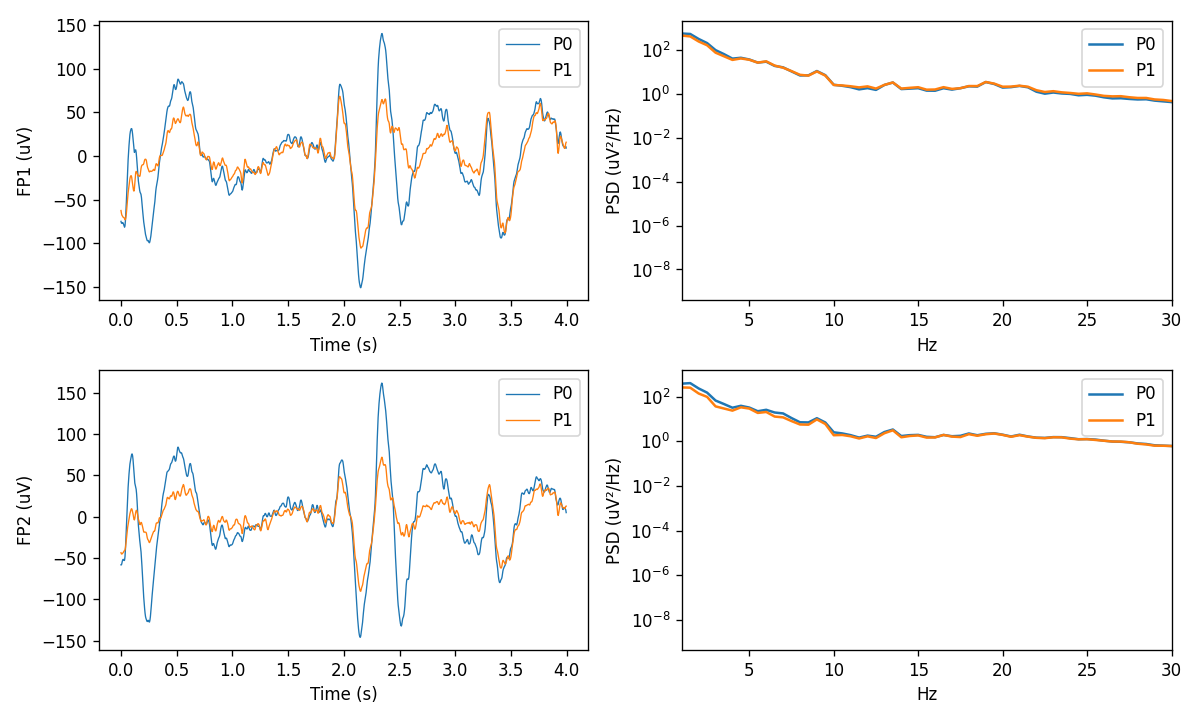 150
100
50
0
−50
−100
−150
FP1 (uV)
0.0 0.5 1.0 1.5 2.0 2.5 3.0 3.5 4.0
Time (s)
P0
P1
10²
10⁰
10⁻²
10⁻⁴
10⁻⁶
10⁻⁸
PSD (uV²/Hz)
5 10 15 20 25 30
Hz
P0
P1
150
100
50
0
−50
−100
−150
FP2 (uV)
0.0 0.5 1.0 1.5 2.0 2.5 3.0 3.5 4.0
Time (s)
P0
P1
10²
10⁰
10⁻²
10⁻⁴
10⁻⁶
10⁻⁸
PSD (uV²/Hz)
5 10 15 20 25 30
Hz
P0
P1